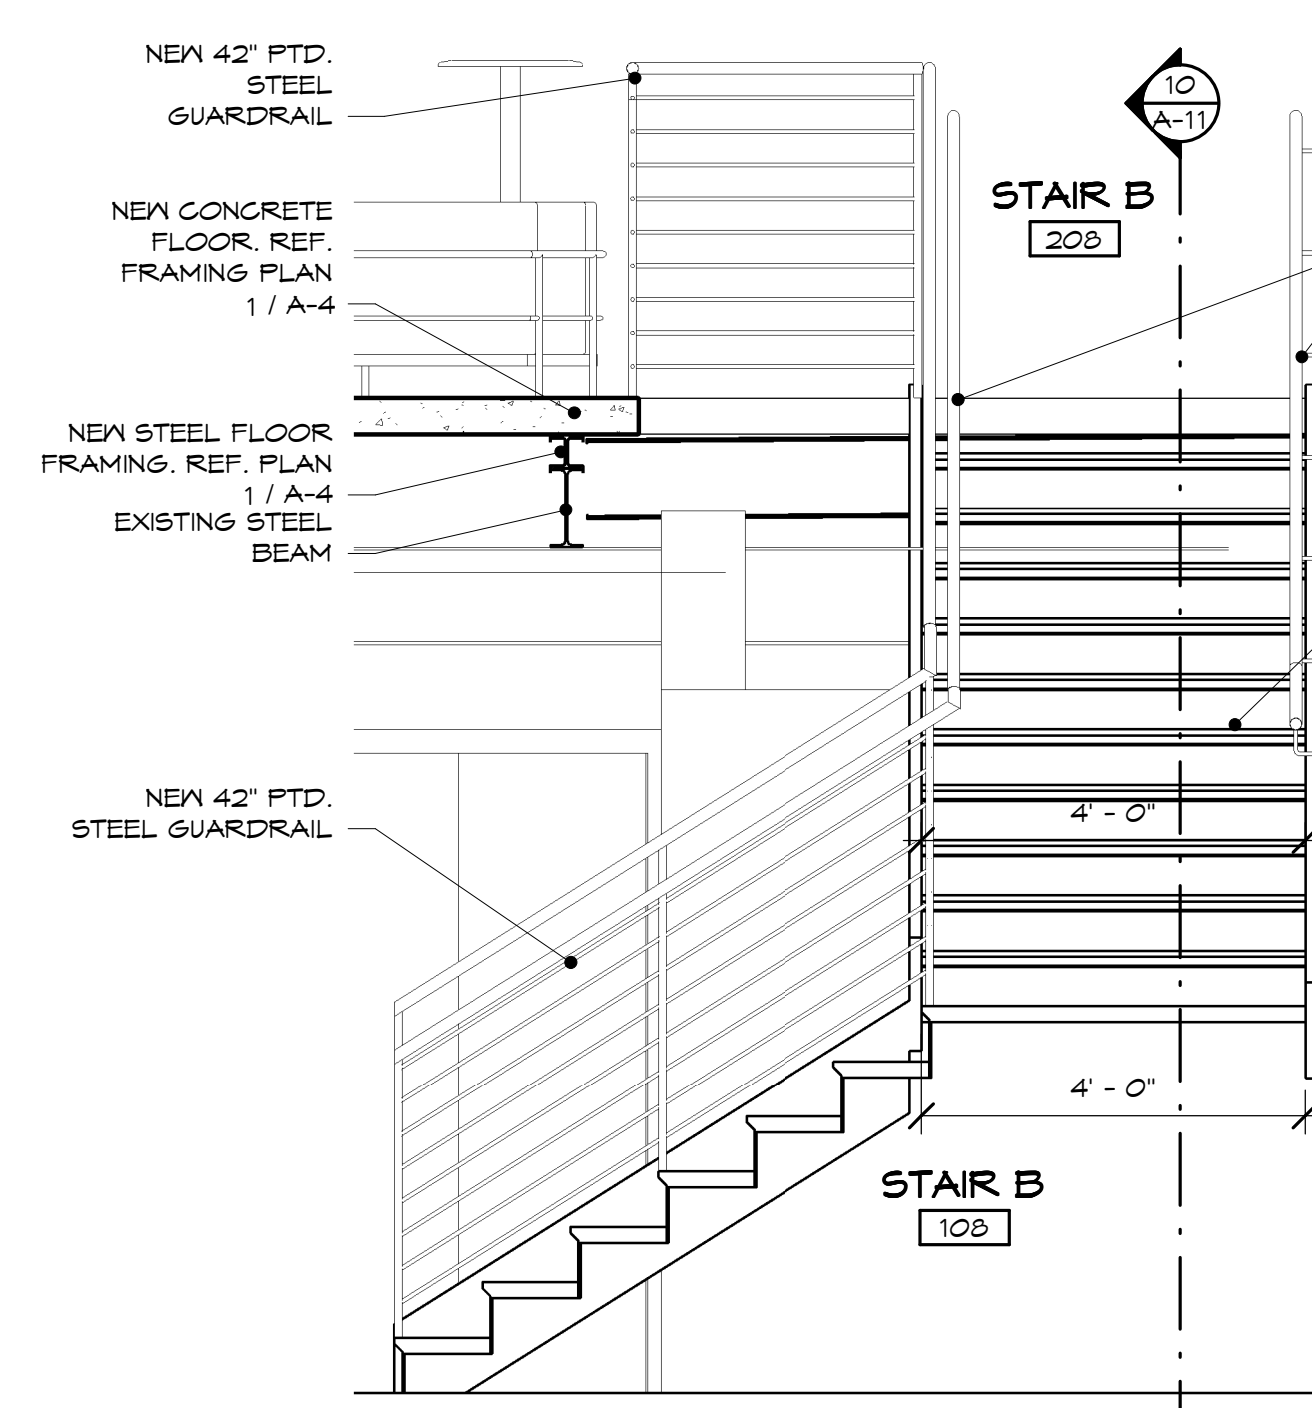 NEW 42" PTD.
STEEL
GUARDRAIL
10
A-11
STAIR B
208
NEW CONCRETE
FLOOR. REF.
FRAMING PLAN
1 / A-4
NEW STEEL FLOOR
FRAMING. REF. PLAN
1 / A-4
EXISTING STEEL
BEAM
NEW 42" PTD.
STEEL GUARDRAIL
4' - 0"
4' - 0"
STAIR B
108